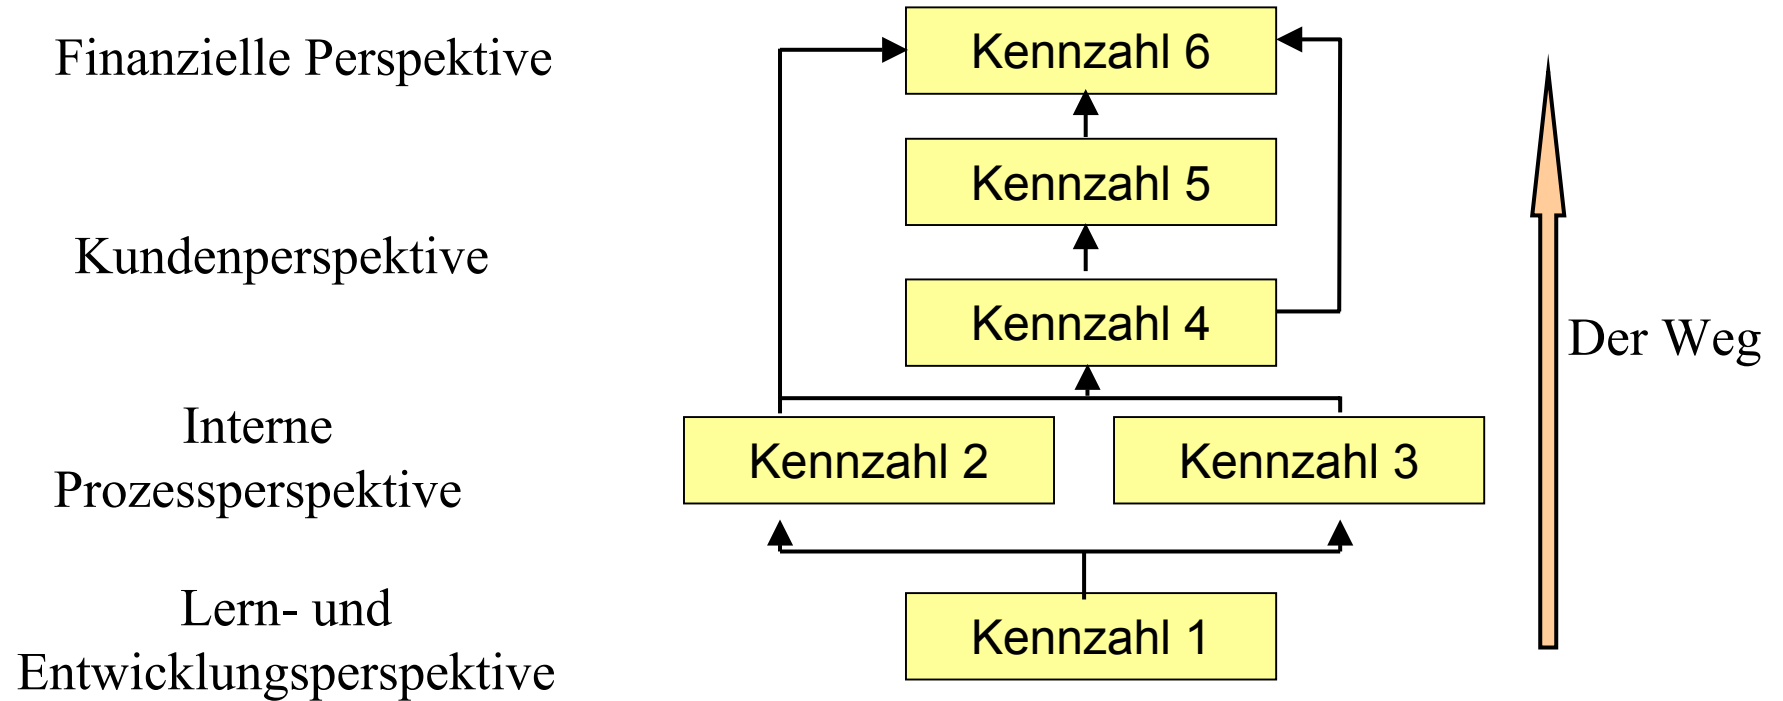 Finanzielle Perspektive
Kennzahl 6
Kennzahl 5
Kundenperspektive
Kennzahl 4
Der Weg
Interne
Prozessperspektive
Kennzahl 2
Kennzahl 3
Lern- und
Entwicklungsperspektive
Kennzahl 1